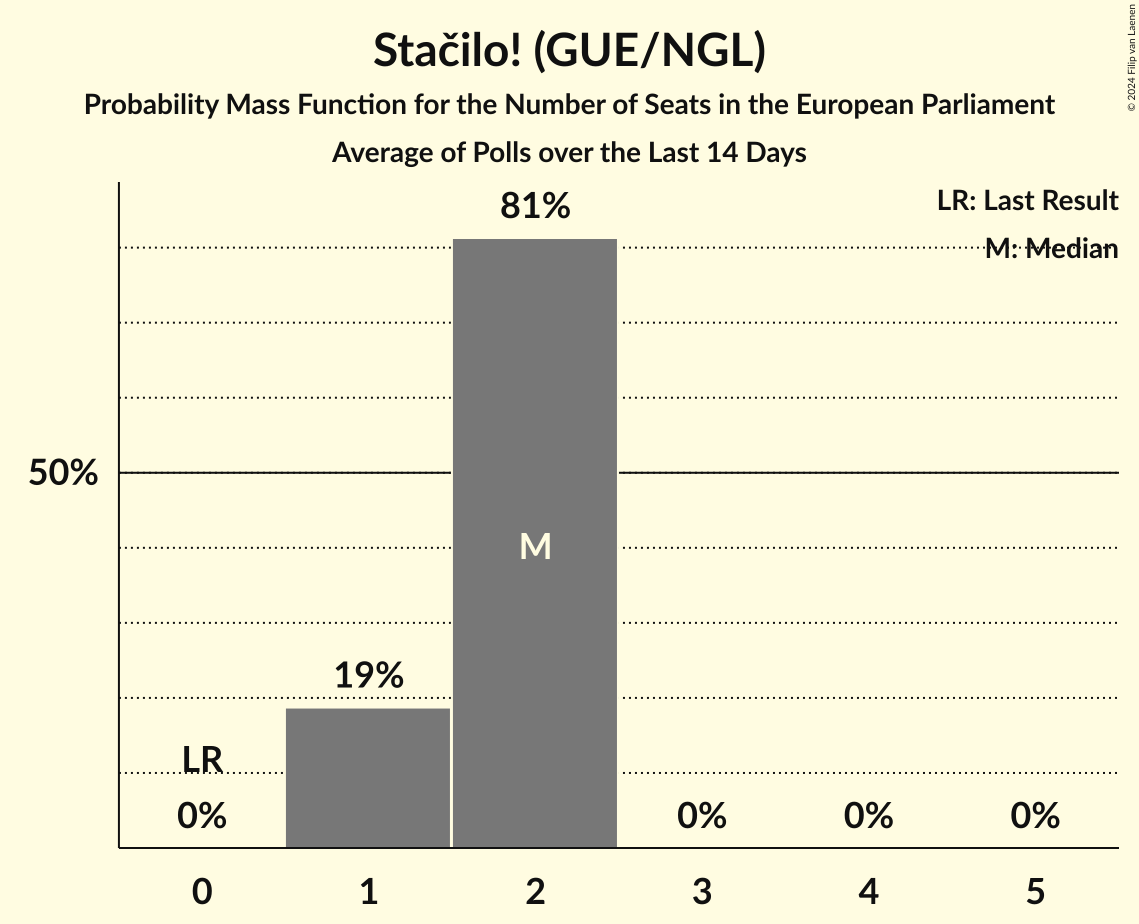 Stačilo! (GUE/NGL)
Probability Mass Function for the Number of Seats in the European Parliament
Average of Polls over the Last 14 Days
© 2024 Filip van Laenen
LR: Last Result
M: Median
81%
50%
M
19%
LR
0%
0%
0%
0%
0
1
2
3
4
5